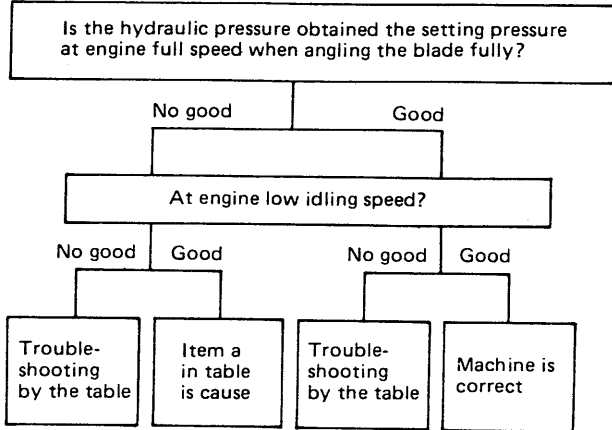 Is the hydraulic pressure obtained the setting pressure
at engine full speed when angling the blade fully?
No good
Good
At engine low idling speed?
No good
Good
No good
Good
Trouble-
shooting
by the table
Item a
in table
is cause
Trouble-
shooting
by the table
Machine is
correct